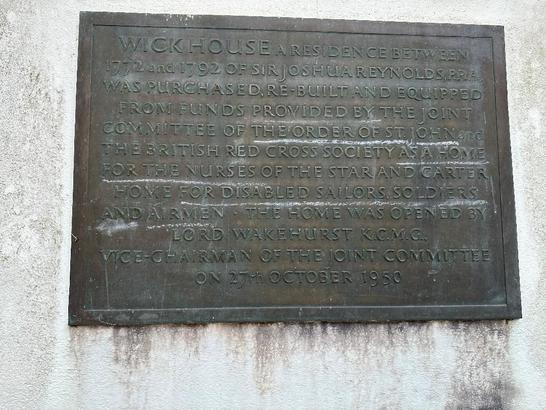 WICK HOUSE A RESIDENCE BETWEEN
1772 and 1792 OF SIR JOSHUA REYNOLDS, P.R.A.
WAS PURCHASED, RE-BUILT AND EQUIPPED
FROM FUNDS PROVIDED BY THE JOINT
COMMITTEE OF THE ORDER OF ST. JOHN and
THE BRITISH RED CROSS SOCIETY AS A HOME
FOR THE NURSES OF THE STAR AND GARTER
HOME FOR DISABLED SAILORS, SOLDIERS
AND AIRMEN · THE HOME WAS OPENED BY
LORD WAKEHURST K.C.M.G.,
VICE-CHAIRMAN OF THE JOINT COMMITTEE
ON 27th OCTOBER 1950